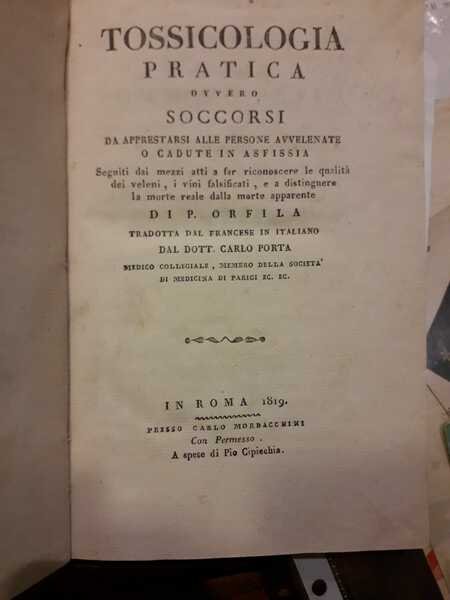 TOSSICOLOGIA
PRATICA
OVVERO
SOCCORSI
DA APPRESTARSI ALLE PERSONE AVVELENATE
O CADUTE IN ASFISSIA
Seguiti dai mezzi atti a far riconoscere le qualità
dei veleni, i vini falsificati, e a distinguere
la morte reale dalla morte apparente
DI P. ORFILA
TRADOTTA DAL FRANCESE IN ITALIANO
DAL DOTT. CARLO PORTA
MEDICO COLLEGIALE, MEMBRO DELLA SOCIETA'
DI MEDICINA DI PARIGI EC. EC.
IN ROMA 1819.
PRESSO CARLO MORDACCHINI
Con Permesso.
A spese di Pio Cipicchia.